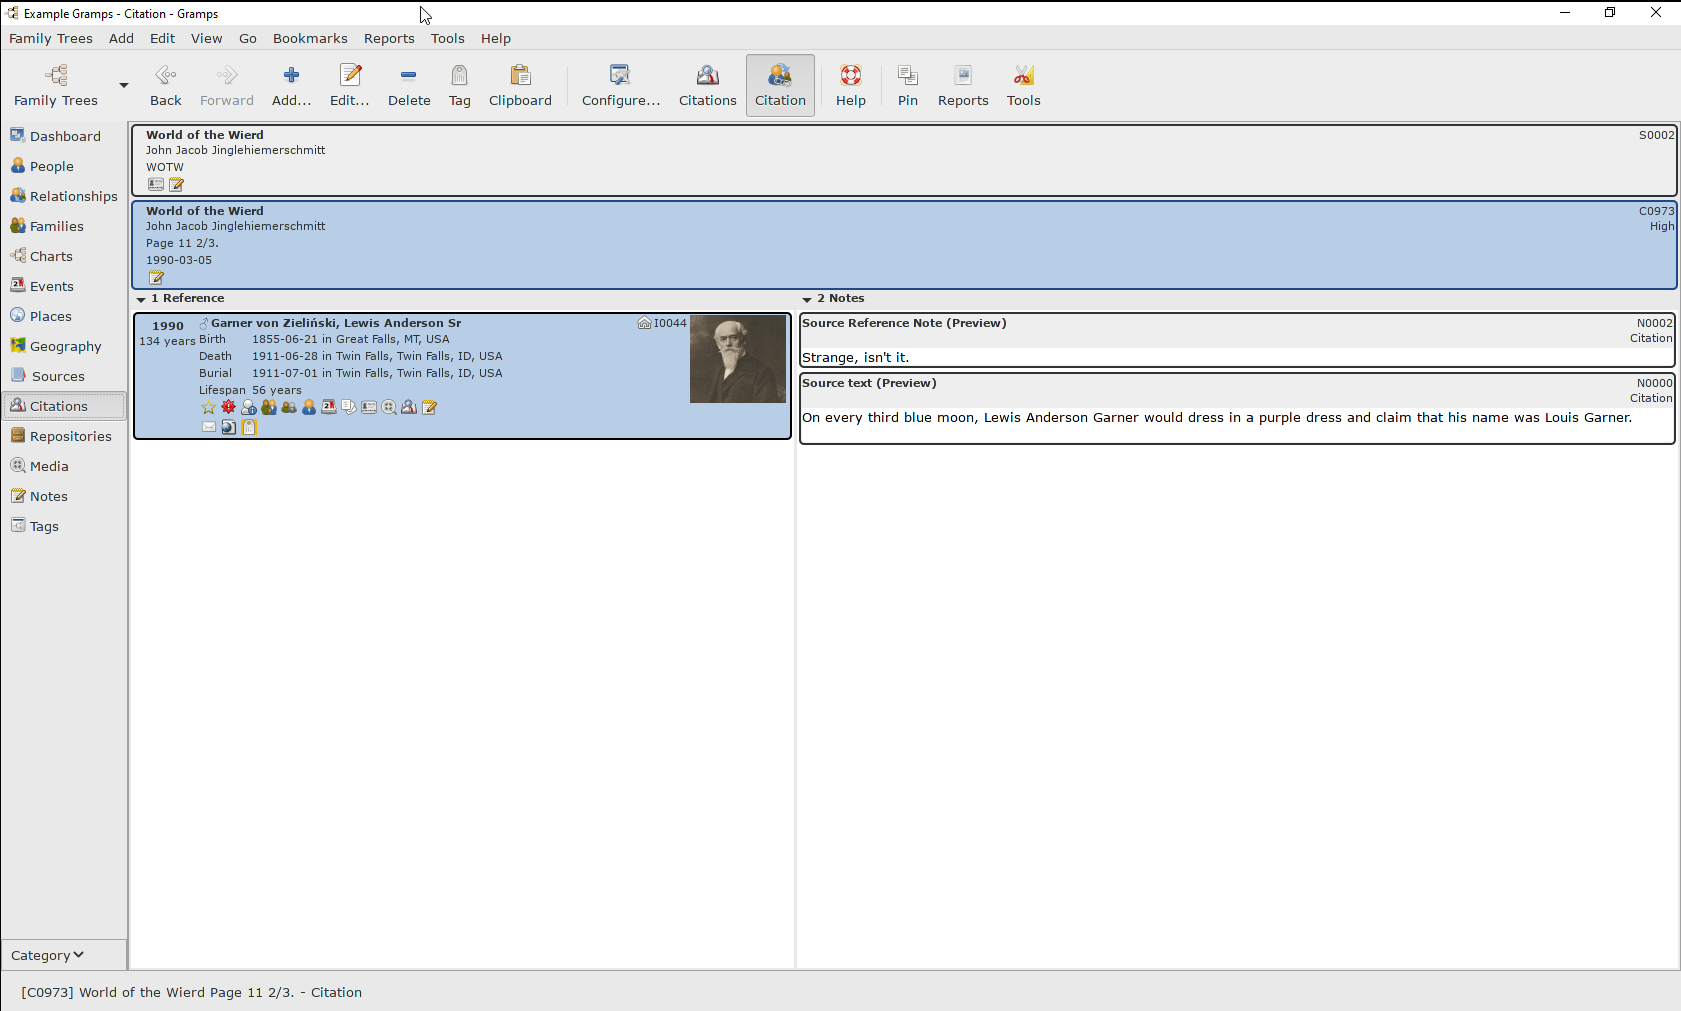 Example Gramps - Citation - Gramps
Family Trees Add Edit View Go Bookmarks Reports Tools Help
Family Trees Back Forward Add... Edit... Delete Tag Clipboard Configure... Citations Citation Help Pin Reports Tools
Dashboard
People
Relationships
Families
Charts
Events
Places
Geography
Sources
Citations
Repositories
Media
Notes
Tags
Category
World of the Wierd S0002
John Jacob Jinglehiemerschmitt
WOTW
World of the Wierd C0973
John Jacob Jinglehiemerschmitt High
Page 11 2/3.
1990-03-05
1 Reference
1990 Garner von Zieliński, Lewis Anderson Sr I0044
134 years Birth 1855-06-21 in Great Falls, MT, USA
Death 1911-06-28 in Twin Falls, Twin Falls, ID, USA
Burial 1911-07-01 in Twin Falls, Twin Falls, ID, USA
Lifespan 56 years
2 Notes
Source Reference Note (Preview) N0002
Citation
Strange, isn't it.
Source text (Preview) N0000
Citation
On every third blue moon, Lewis Anderson Garner would dress in a purple dress and claim that his name was Louis Garner.
[C0973] World of the Wierd Page 11 2/3. - Citation